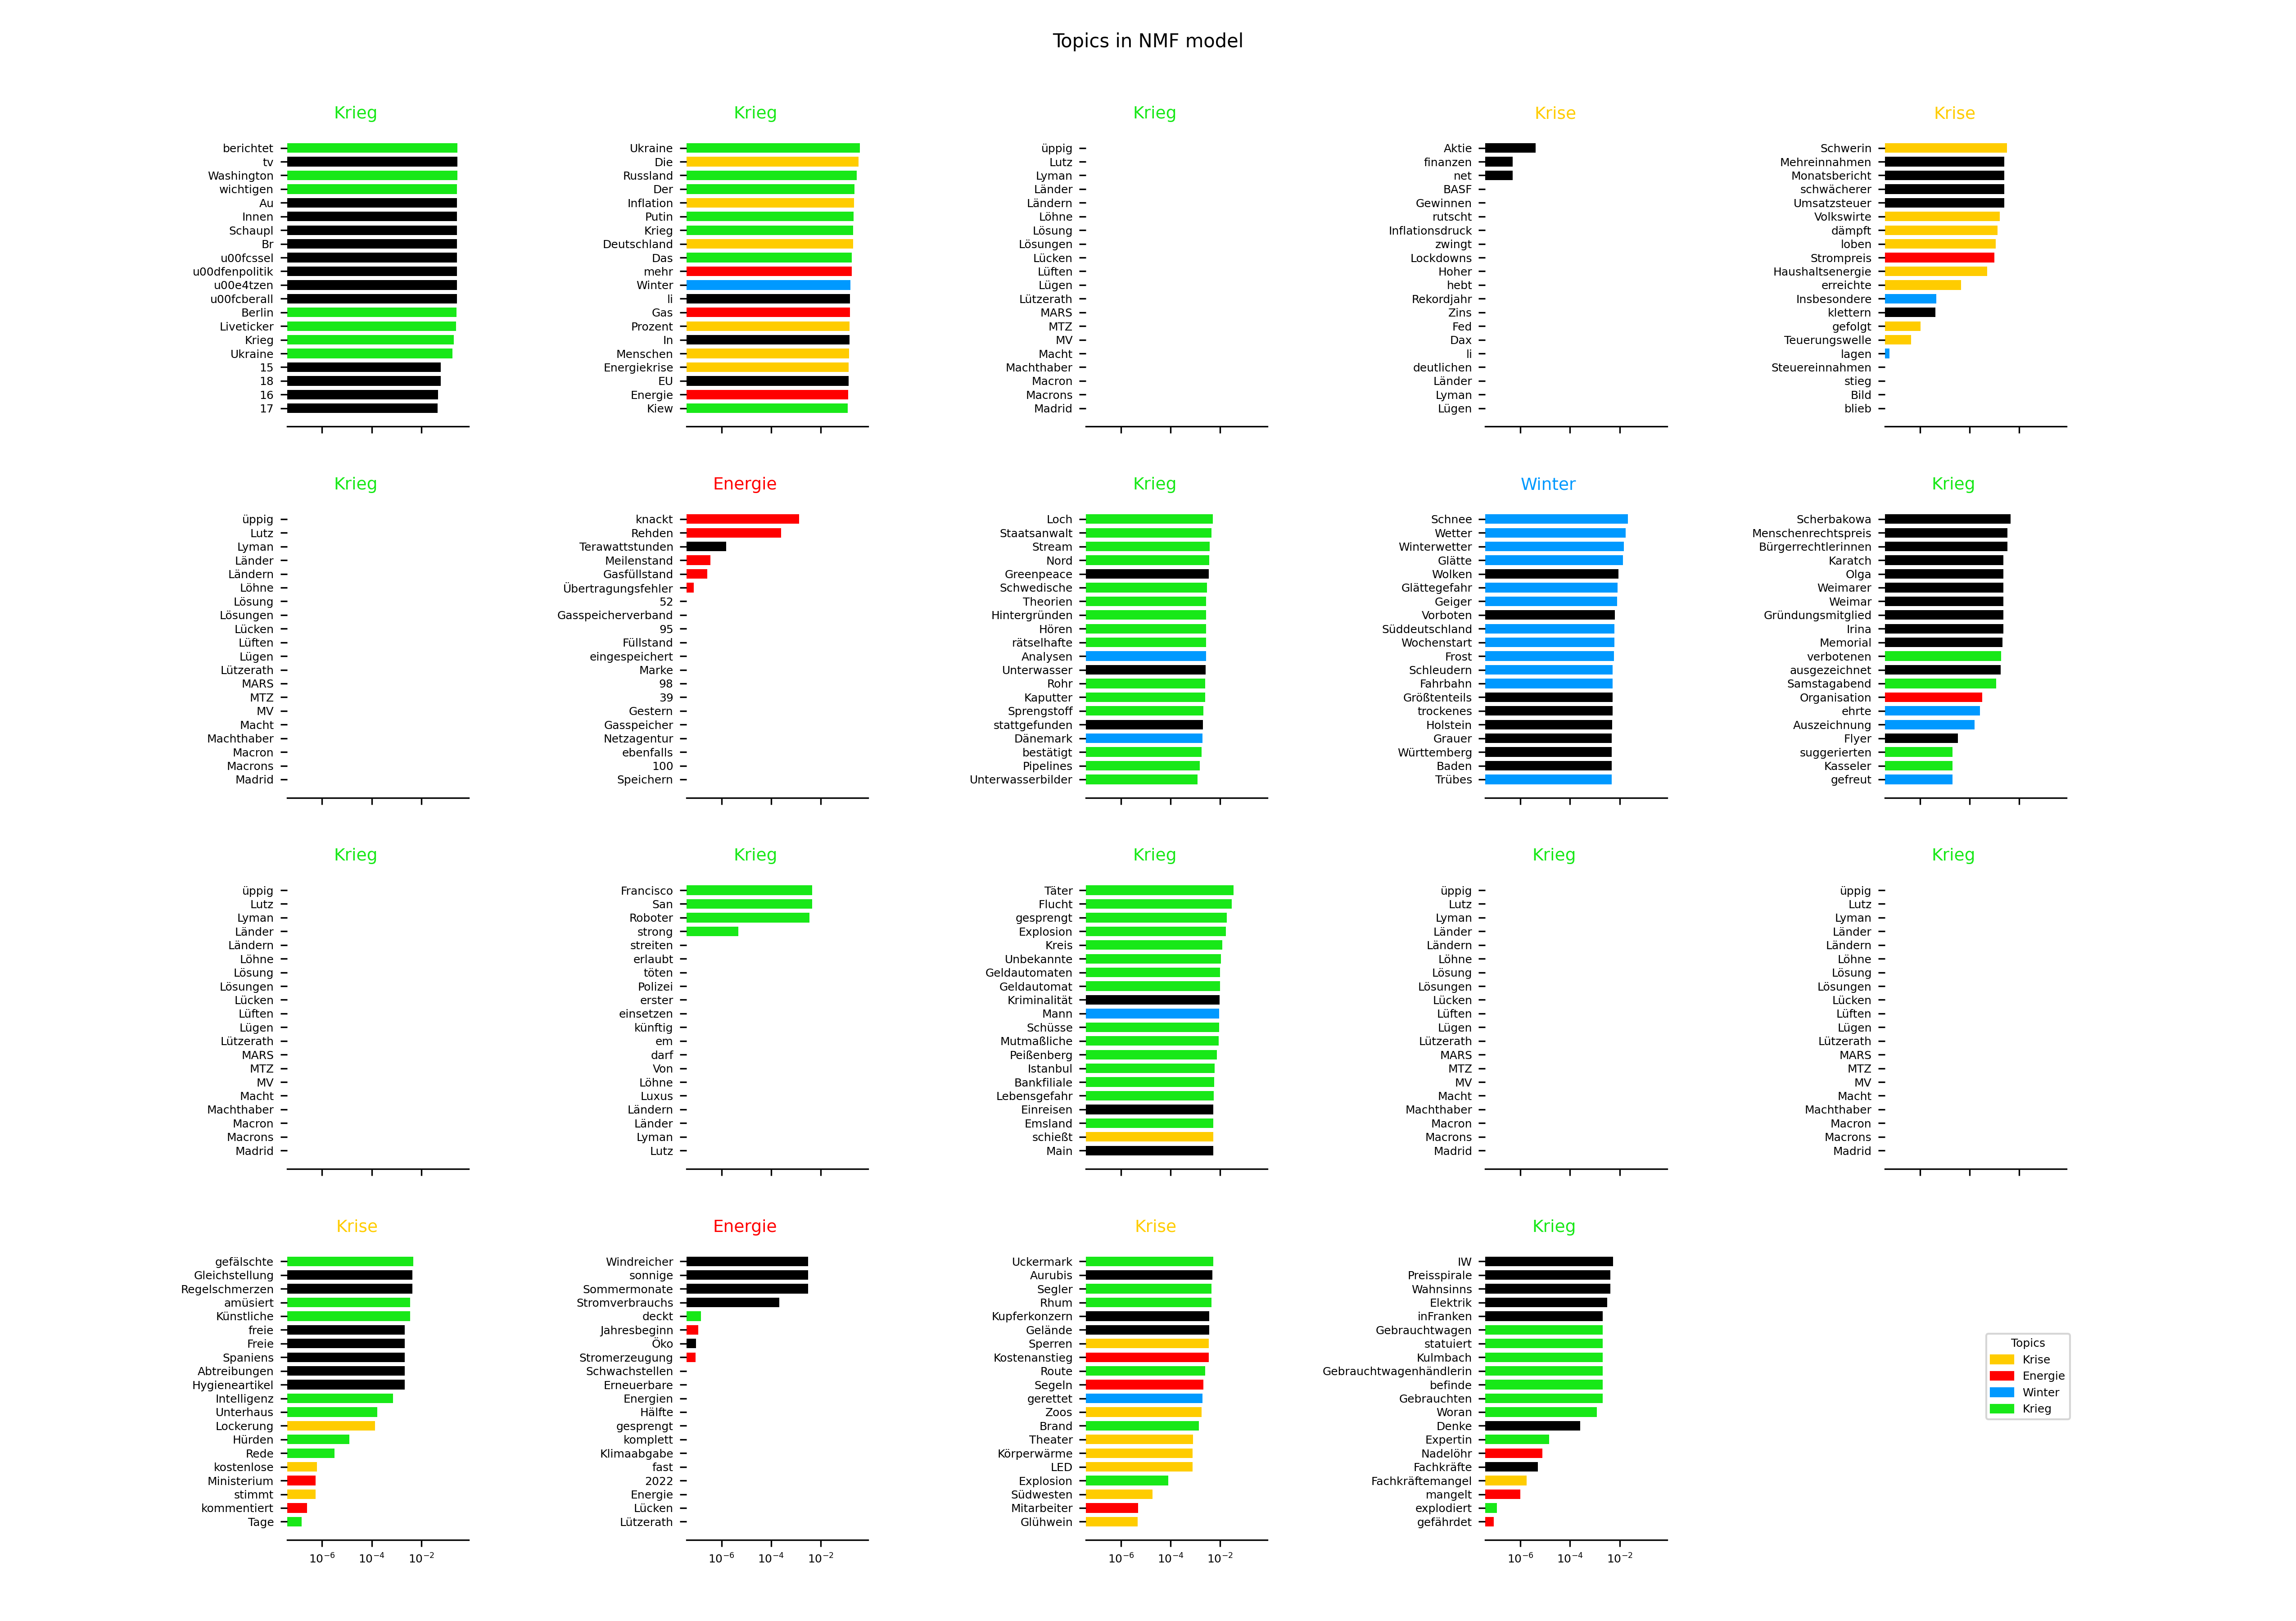 Topics in NMF model
Krieg
berichtet
tv
Washington
wichtigen
Au
Innen
Schaupl
Br
u00fcssel
u00dfenpolitik
u00e4tzen
u00fcberall
Berlin
Liveticker
Krieg
Ukraine
15
18
16
17
Krieg
Ukraine
Die
Russland
Der
Inflation
Putin
Krieg
Deutschland
Das
mehr
Winter
li
Gas
Prozent
In
Menschen
Energiekrise
EU
Energie
Kiew
Krieg
üppig
Lutz
Lyman
Länder
Ländern
Löhne
Lösung
Lösungen
Lücken
Lüften
Lügen
Lützerath
MARS
MTZ
MV
Macht
Machthaber
Macron
Macrons
Madrid
Krise
Aktie
finanzen
net
BASF
Gewinnen
rutscht
Inflationsdruck
zwingt
Lockdowns
Hoher
hebt
Rekordjahr
Zins
Fed
Dax
li
deutlichen
Länder
Lyman
Lügen
Krise
Schwerin
Mehreinnahmen
Monatsbericht
schwächerer
Umsatzsteuer
Volkswirte
dämpft
loben
Strompreis
Haushaltsenergie
erreichte
Insbesondere
klettern
gefolgt
Teuerungswelle
lagen
Steuereinnahmen
stieg
Bild
blieb
Krieg
üppig
Lutz
Lyman
Länder
Ländern
Löhne
Lösung
Lösungen
Lücken
Lüften
Lügen
Lützerath
MARS
MTZ
MV
Macht
Machthaber
Macron
Macrons
Madrid
Energie
knackt
Rehden
Terawattstunden
Meilenstand
Gasfüllstand
Übertragungsfehler
52
Gasspeicherverband
95
Füllstand
eingespeichert
Marke
98
39
Gestern
Gasspeicher
Netzagentur
ebenfalls
100
Speichern
Krieg
Loch
Staatsanwalt
Stream
Nord
Greenpeace
Schwedische
Theorien
Hintergründen
Hören
rätselhafte
Analysen
Unterwasser
Rohr
Kaputter
Sprengstoff
stattgefunden
Dänemark
bestätigt
Pipelines
Unterwasserbilder
Winter
Schnee
Wetter
Winterwetter
Glätte
Wolken
Glättegefahr
Geiger
Vorboten
Süddeutschland
Wochenstart
Frost
Schleudern
Fahrbahn
Größtenteils
trockenes
Holstein
Grauer
Württemberg
Baden
Trübes
Krieg
Scherbakowa
Menschenrechtspreis
Bürgerrechtlerinnen
Karatch
Olga
Weimarer
Weimar
Gründungsmitglied
Irina
Memorial
verbotenen
ausgezeichnet
Samstagabend
Organisation
ehrte
Auszeichnung
Flyer
suggerierten
Kasseler
gefreut
Krieg
üppig
Lutz
Lyman
Länder
Ländern
Löhne
Lösung
Lösungen
Lücken
Lüften
Lügen
Lützerath
MARS
MTZ
MV
Macht
Machthaber
Macron
Macrons
Madrid
Krieg
Francisco
San
Roboter
strong
streiten
erlaubt
töten
Polizei
erster
einsetzen
künftig
em
darf
Von
Löhne
Luxus
Ländern
Länder
Lyman
Lutz
Krieg
Täter
Flucht
gesprengt
Explosion
Kreis
Unbekannte
Geldautomaten
Geldautomat
Kriminalität
Mann
Schüsse
Mutmaßliche
Peißenberg
Istanbul
Bankfiliale
Lebensgefahr
Einreisen
Emsland
schießt
Main
Krieg
üppig
Lutz
Lyman
Länder
Ländern
Löhne
Lösung
Lösungen
Lücken
Lüften
Lügen
Lützerath
MARS
MTZ
MV
Macht
Machthaber
Macron
Macrons
Madrid
Krieg
üppig
Lutz
Lyman
Länder
Ländern
Löhne
Lösung
Lösungen
Lücken
Lüften
Lügen
Lützerath
MARS
MTZ
MV
Macht
Machthaber
Macron
Macrons
Madrid
Krise
gefälschte
Gleichstellung
Regelschmerzen
amüsiert
Künstliche
freie
Freie
Spaniens
Abtreibungen
Hygieneartikel
Intelligenz
Unterhaus
Lockerung
Hürden
Rede
kostenlose
Ministerium
stimmt
kommentiert
Tage
10⁻⁶ 10⁻⁴ 10⁻²
Energie
Windreicher
sonnige
Sommermonate
Stromverbrauchs
deckt
Jahresbeginn
Öko
Stromerzeugung
Schwachstellen
Erneuerbare
Energien
Hälfte
gesprengt
komplett
Klimaabgabe
fast
2022
Energie
Lücken
Lützerath
10⁻⁶ 10⁻⁴ 10⁻²
Krise
Uckermark
Aurubis
Segler
Rhum
Kupferkonzern
Gelände
Sperren
Kostenanstieg
Route
Segeln
gerettet
Zoos
Brand
Theater
Körperwärme
LED
Explosion
Südwesten
Mitarbeiter
Glühwein
10⁻⁶ 10⁻⁴ 10⁻²
Krieg
IW
Preisspirale
Wahnsinns
Elektrik
inFranken
Gebrauchtwagen
statuiert
Kulmbach
Gebrauchtwagenhändlerin
befinde
Gebrauchten
Woran
Denke
Expertin
Nadelöhr
Fachkräfte
Fachkräftemangel
mangelt
explodiert
gefährdet
10⁻⁶ 10⁻⁴ 10⁻²
Topics
Krise
Energie
Winter
Krieg